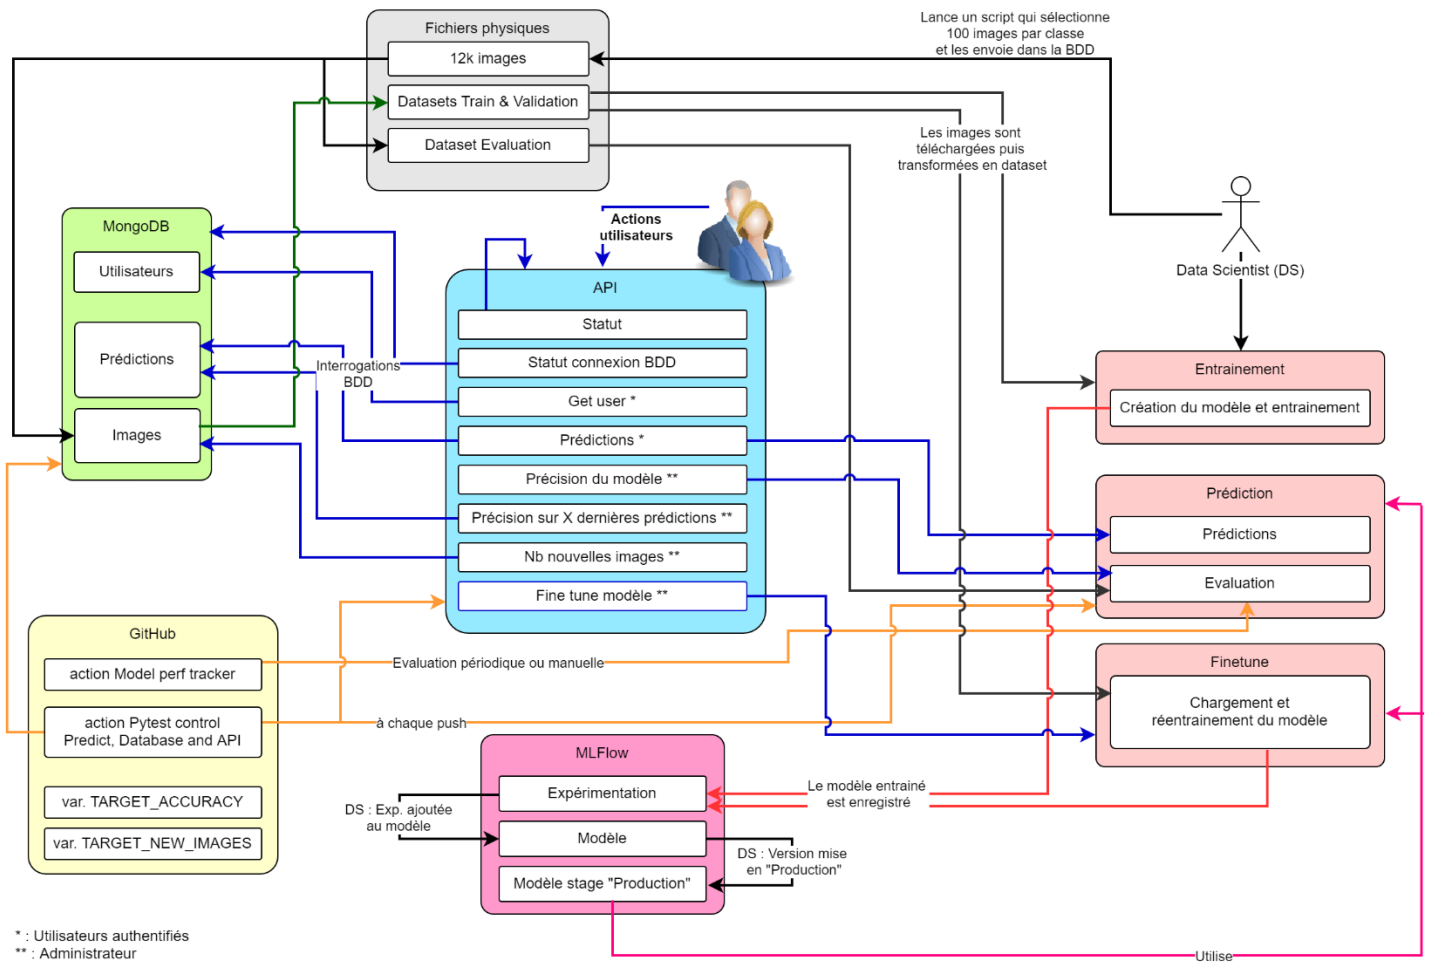 Fichiers physiques
12k images
Datasets Train & Validation
Dataset Evaluation
Lance un script qui sélectionne
100 images par classe
et les envoie dans la BDD
Les images sont
téléchargées puis
transformées en dataset
Data Scientist (DS)
MongoDB
Utilisateurs
Prédictions
Images
Actions
utilisateurs
Interrogations
BDD
API
Statut
Statut connexion BDD
Get user *
Prédictions *
Précision du modèle **
Précision sur X dernières prédictions **
Nb nouvelles images **
Fine tune modèle **
Entrainement
Création du modèle et entrainement
Prédiction
Prédictions
Evaluation
Finetune
Chargement et
réentrainement du modèle
GitHub
action Model perf tracker
action Pytest control
Predict, Database and API
var. TARGET_ACCURACY
var. TARGET_NEW_IMAGES
Evaluation périodique ou manuelle
à chaque push
MLFlow
Expérimentation
Modèle
Modèle stage "Production"
DS : Exp. ajoutée
au modèle
DS : Version mise
en "Production"
Le modèle entrainé
est enregistré
Utilise
* : Utilisateurs authentifiés
** : Administrateur